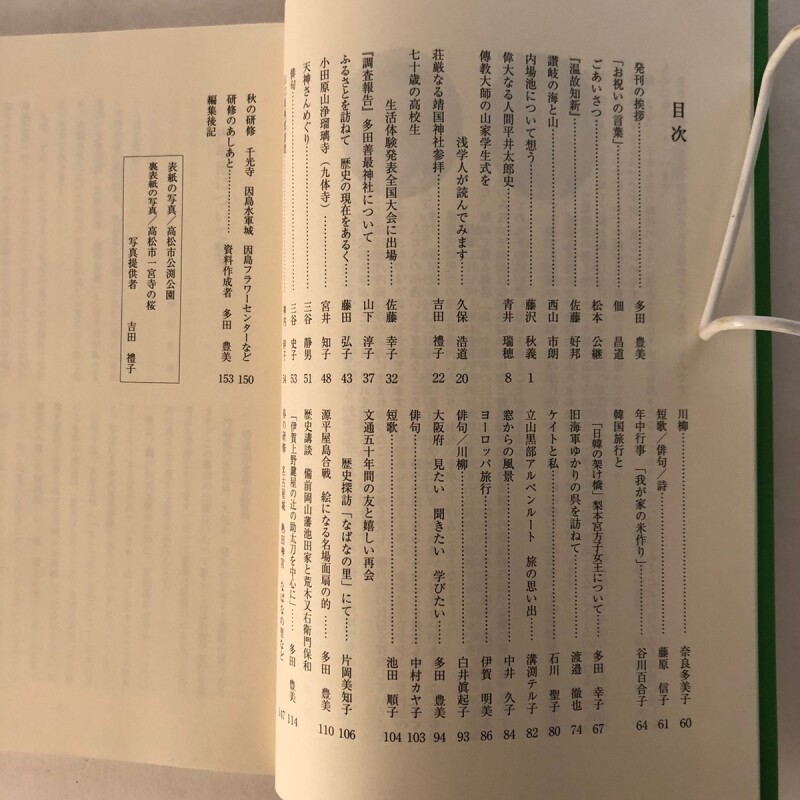 目次
発刊の挨拶……………… 多田 豊美
「お祝いの言葉」……………… 佃 昌道
ごあいさつ……………… 松本 公継
『温故知新』……………… 佐藤 好邦
讃岐の海と山……………… 西山 市朗
内場池について想う……………… 藤沢 秋義 1
偉大なる人間平井太郎史……………… 青井 瑞穂 8
傳教大師の山家学生式を
浅学人が読んでみます…… 久保 浩道 20
荘厳なる靖国神社参拝……………… 吉田 禮子 22
七十歳の高校生
生活体験発表全国大会に出場…… 佐藤 幸子 32
『調査報告』多田善最神社について…… 山下 淳子 37
ふるさとを訪ねて 歴史の現在をあるく… 藤田 弘子 43
小田原山浄瑠璃寺（九体寺）……… 宮井 知子 48
天神さんめぐり……………… 三谷 静男 51
俳句……………… 三谷 史子 53
54
川柳……………… 奈良多美子 60
短歌／俳句／詩……………… 藤原 信子 61
年中行事 「我が家の米作り」……… 谷川百合子 64
韓国旅行と
「日韓の架け橋」梨本宮方子女王について…… 多田 幸子 67
旧海軍ゆかりの呉を訪ねて……… 渡邉 徹也 74
ケイトと私……………… 石川 聖子 80
立山黒部アルペンルート 旅の思い出…… 溝渕テル子 82
窓からの風景……………… 中井 久子 84
ヨーロッパ旅行……………… 伊賀 明美 86
俳句／川柳……………… 白井眞起子 93
大阪府 見たい 聞きたい 学びたい…… 多田 豊美 94
俳句……………… 中村カヤ子 103
短歌……………… 池田 順子 104
文通五十年間の友と嬉しい再会
歴史探訪「なばなの里」にて…… 片岡美知子 106
源平屋島合戦 絵になる名場面扇の的…… 多田 豊美 110
歴史講談 備前岡山藩池田家と荒木又右衛門保和
「伊賀上野鍵屋の辻の助太刀を中心に」…… 多田 豊美 114
147
秋の研修 千光寺 因島水軍城 因島フラワーセンターなど 150
研修のあしあと……………… 資料作成者 多田 豊美 153
編集後記
表紙の写真／高松市公渕公園
裏表紙の写真／高松市一宮寺の桜
写真提供者 吉田 禮子